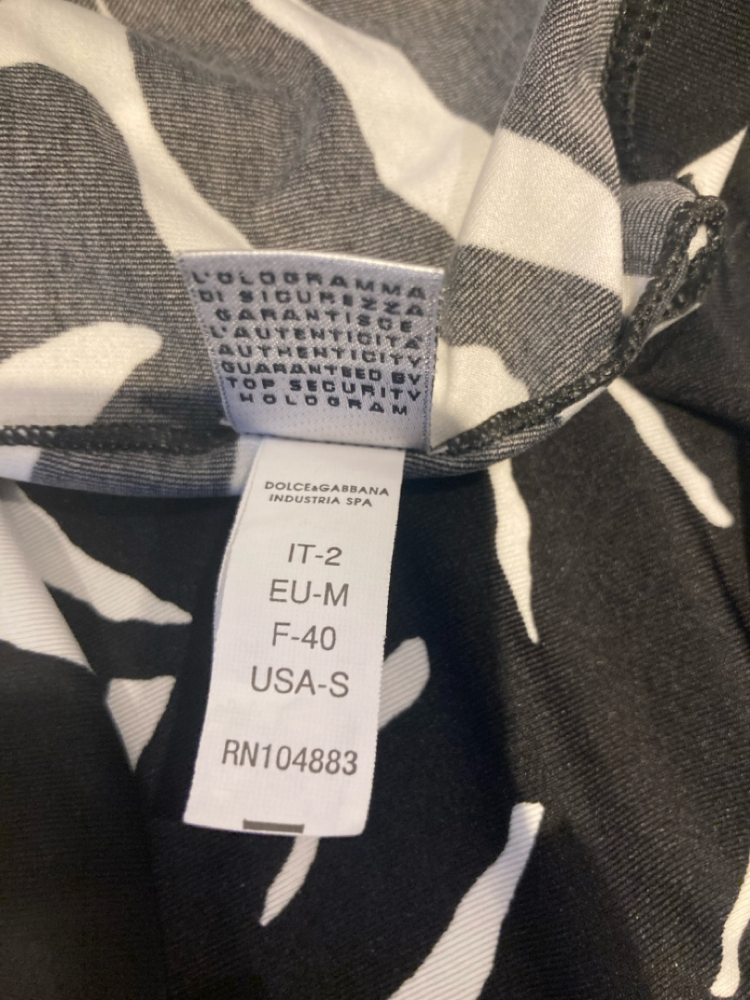 L'OLOGRAMMA
DI SICUREZZA
GARANTISCE
L'AUTENTICITA
AUTHENTICITY
GUARANTEED BY
TOP SECURITY
HOLOGRAM
DOLCE&GABBANA
INDUSTRIA SPA
IT-2
EU-M
F-40
USA-S
RN104883